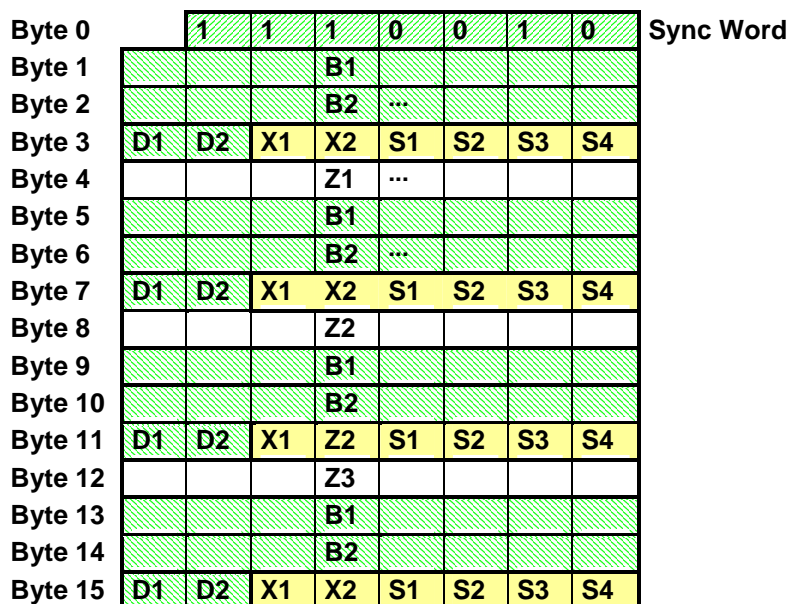 Byte 0 1 1 1 0 0 1 0 Sync Word
Byte 1 B1
Byte 2 B2 ...
Byte 3 D1 D2 X1 X2 S1 S2 S3 S4
Byte 4 Z1 ...
Byte 5 B1
Byte 6 B2 ...
Byte 7 D1 D2 X1 X2 S1 S2 S3 S4
Byte 8 Z2
Byte 9 B1
Byte 10 B2
Byte 11 D1 D2 X1 Z2 S1 S2 S3 S4
Byte 12 Z3
Byte 13 B1
Byte 14 B2
Byte 15 D1 D2 X1 X2 S1 S2 S3 S4